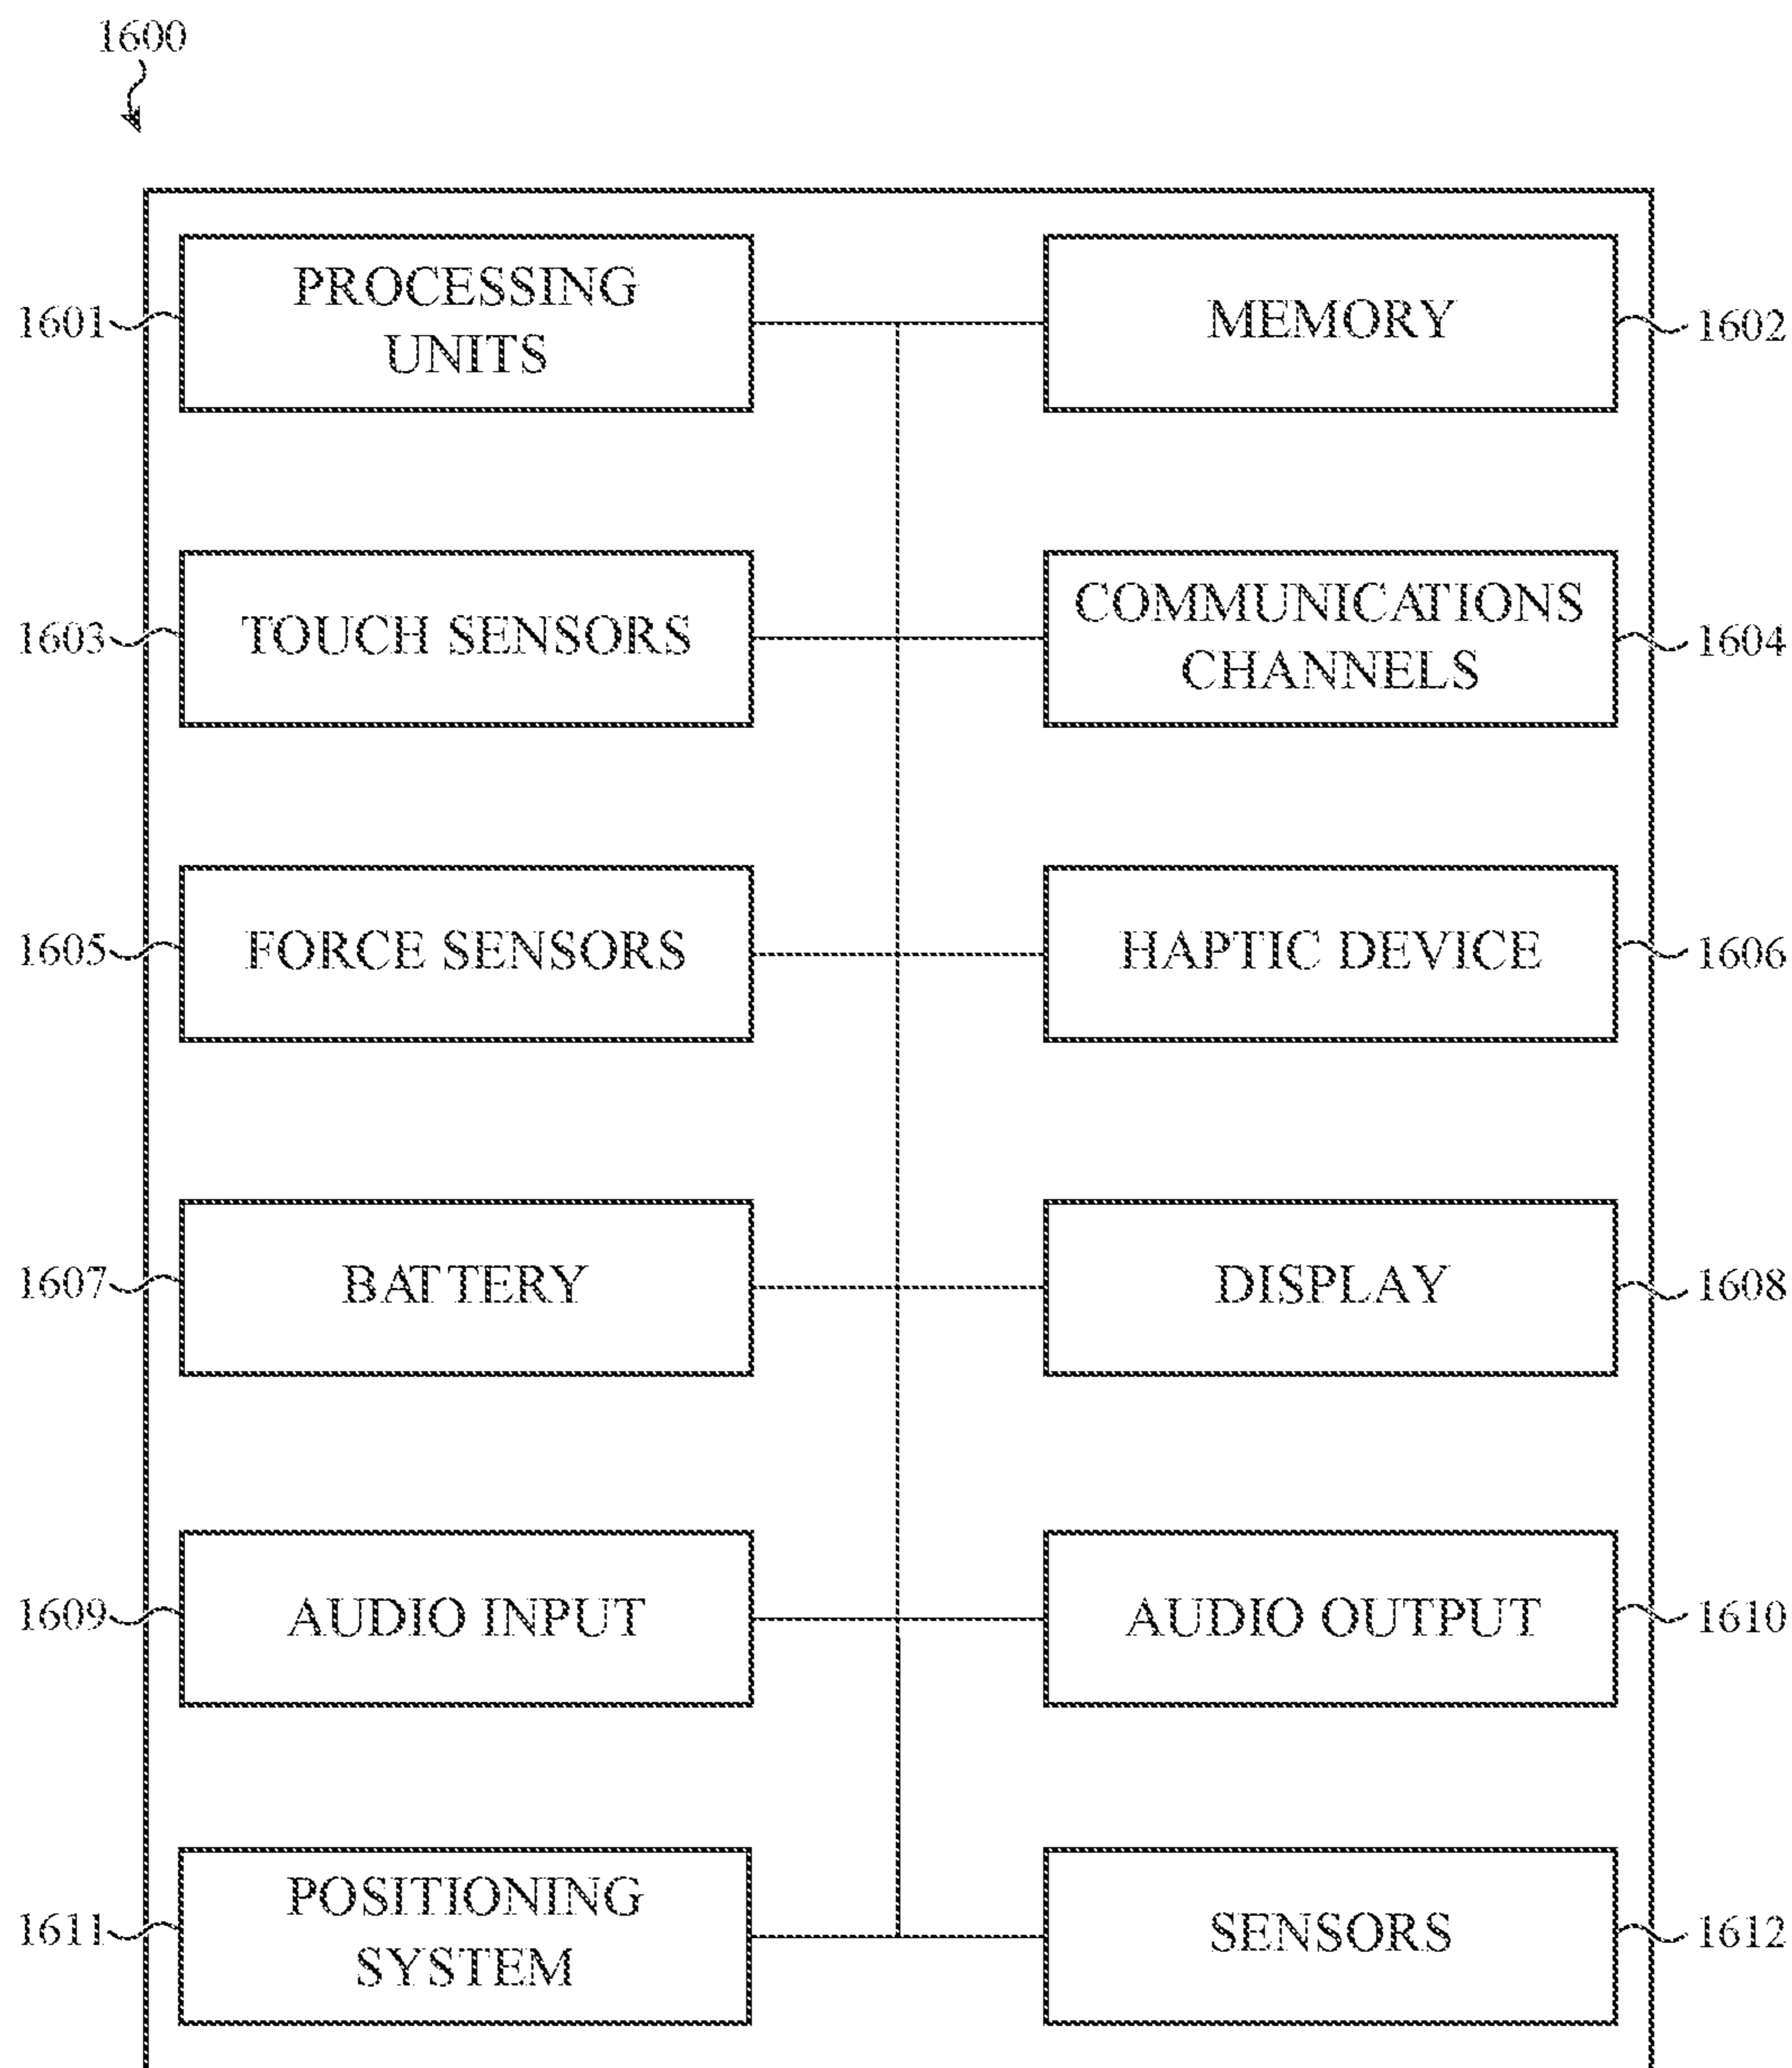 1600
PROCESSING
UNITS
1601
MEMORY
1602
TOUCH SENSORS
1603
COMMUNICATIONS
CHANNELS
1604
FORCE SENSORS
1605
HAPTIC DEVICE
1606
BATTERY
1607
DISPLAY
1608
AUDIO INPUT
1609
AUDIO OUTPUT
1610
POSITIONING
SYSTEM
1611
SENSORS
1612